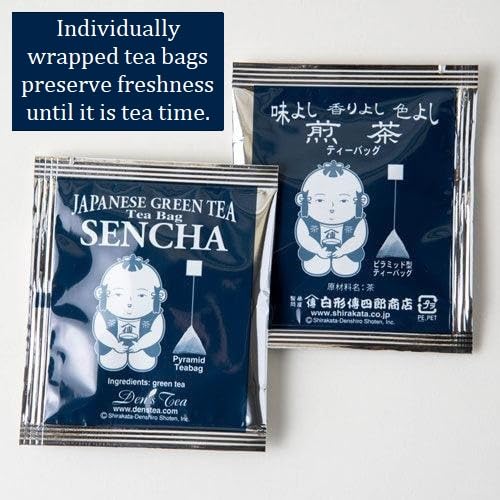 Individually
wrapped tea bags
preserve freshness
until it is tea time.
味よし 香りよし 色よし
煎茶
ティーバッグ
ピラミッド型
ティーバッグ
原材料名：茶
白形傳四郎商店
www.shirakata.co.jp
©Shirakata-Denshiro Shoten, Inc.
プラ
PE, PET
JAPANESE GREEN TEA
Tea Bag
SENCHA
Pyramid
Teabag
Ingredients: green tea
Den's Tea
www.denstea.com
©Shirakata-Denshiro Shoten, Inc.